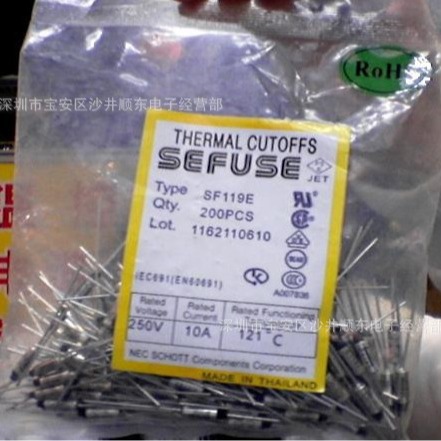 RoH
深圳市宝安区沙井顺东电子经营部
THERMAL CUTOFFS
SEFUSE
JET
Type SF119E
Qty. 200PCS
Lot. 1162110610
IEC691(EN60691)
A007936
Rated Voltage Rated Current Rated Functioning
250V 10A 121°C
深圳市宝安区沙井顺东电子经营部
NEC SCHOTT Components Corporation
MADE IN THAILAND